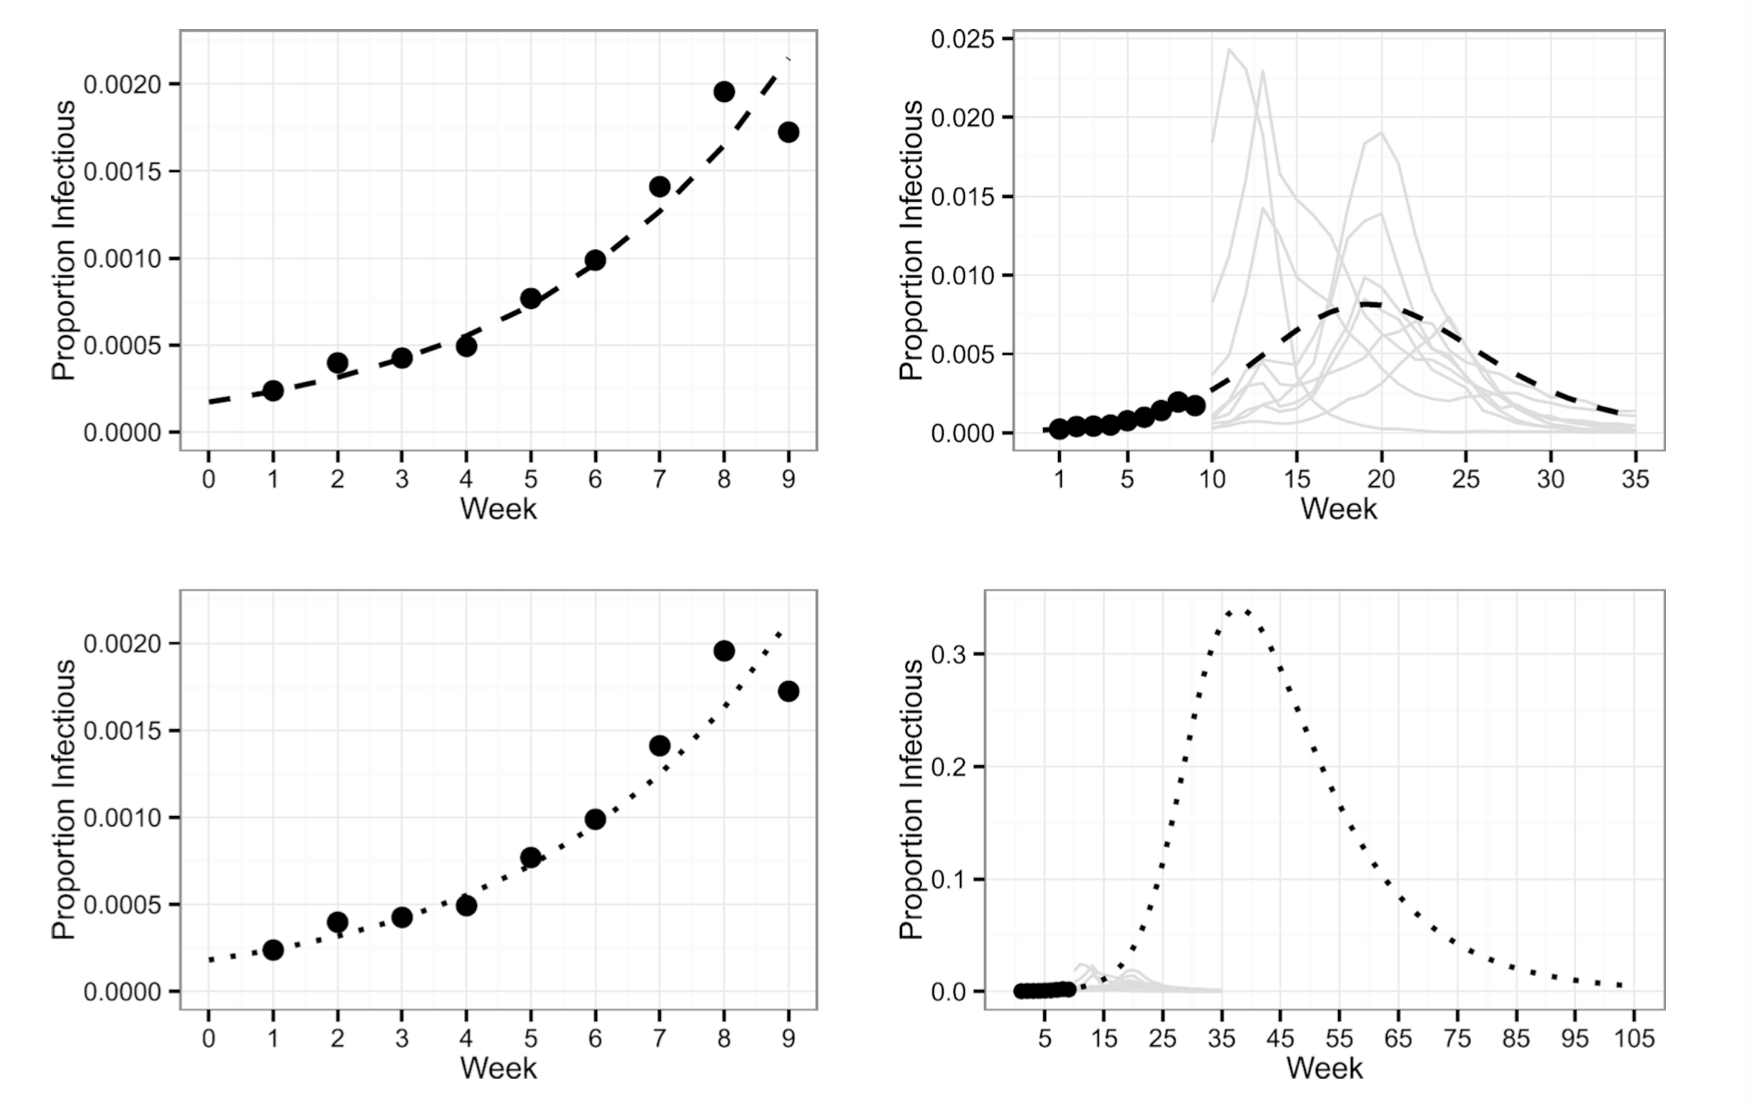 Proportion Infectious
0.0020
0.0015
0.0010
0.0005
0.0000
0 1 2 3 4 5 6 7 8 9
Week
Proportion Infectious
0.025
0.020
0.015
0.010
0.005
0.000
1 5 10 15 20 25 30 35
Week
Proportion Infectious
0.0020
0.0015
0.0010
0.0005
0.0000
0 1 2 3 4 5 6 7 8 9
Week
Proportion Infectious
0.3
0.2
0.1
0.0
5 15 25 35 45 55 65 75 85 95 105
Week